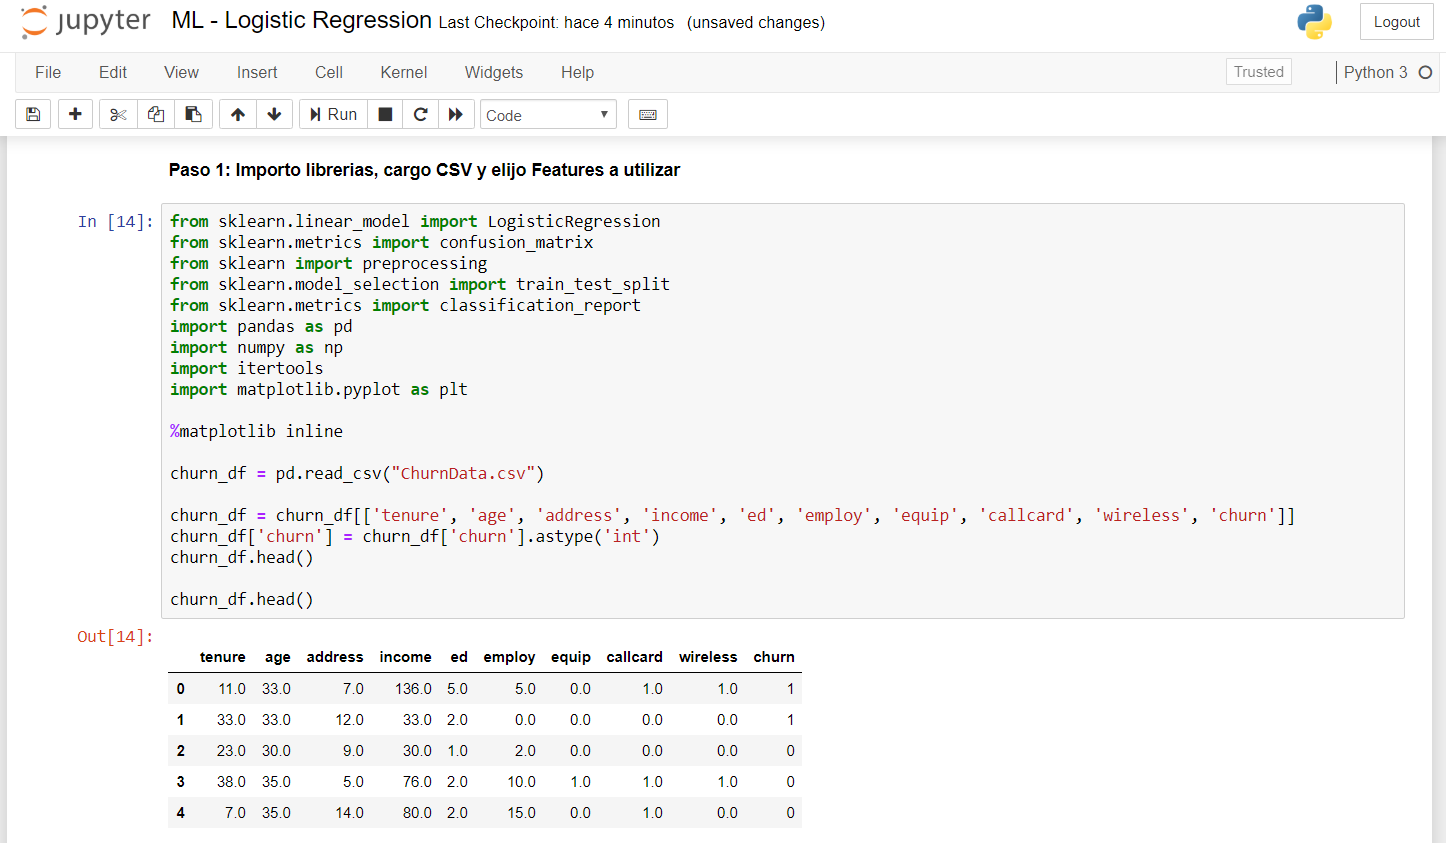 jupyter ML - Logistic Regression Last Checkpoint: hace 4 minutos (unsaved changes) Logout
File Edit View Insert Cell Kernel Widgets Help Trusted Python 3
Run Code
Paso 1: Importo librerias, cargo CSV y elijo Features a utilizar
In [14]: from sklearn.linear_model import LogisticRegression
from sklearn.metrics import confusion_matrix
from sklearn import preprocessing
from sklearn.model_selection import train_test_split
from sklearn.metrics import classification_report
import pandas as pd
import numpy as np
import itertools
import matplotlib.pyplot as plt
%matplotlib inline
churn_df = pd.read_csv("ChurnData.csv")
churn_df = churn_df[['tenure', 'age', 'address', 'income', 'ed', 'employ', 'equip', 'callcard', 'wireless', 'churn']]
churn_df['churn'] = churn_df['churn'].astype('int')
churn_df.head()
churn_df.head()
Out[14]:
tenure age address income ed employ equip callcard wireless churn
0 11.0 33.0 7.0 136.0 5.0 5.0 0.0 1.0 1.0 1
1 33.0 33.0 12.0 33.0 2.0 0.0 0.0 0.0 0.0 1
2 23.0 30.0 9.0 30.0 1.0 2.0 0.0 0.0 0.0 0
3 38.0 35.0 5.0 76.0 2.0 10.0 1.0 1.0 1.0 0
4 7.0 35.0 14.0 80.0 2.0 15.0 0.0 1.0 0.0 0